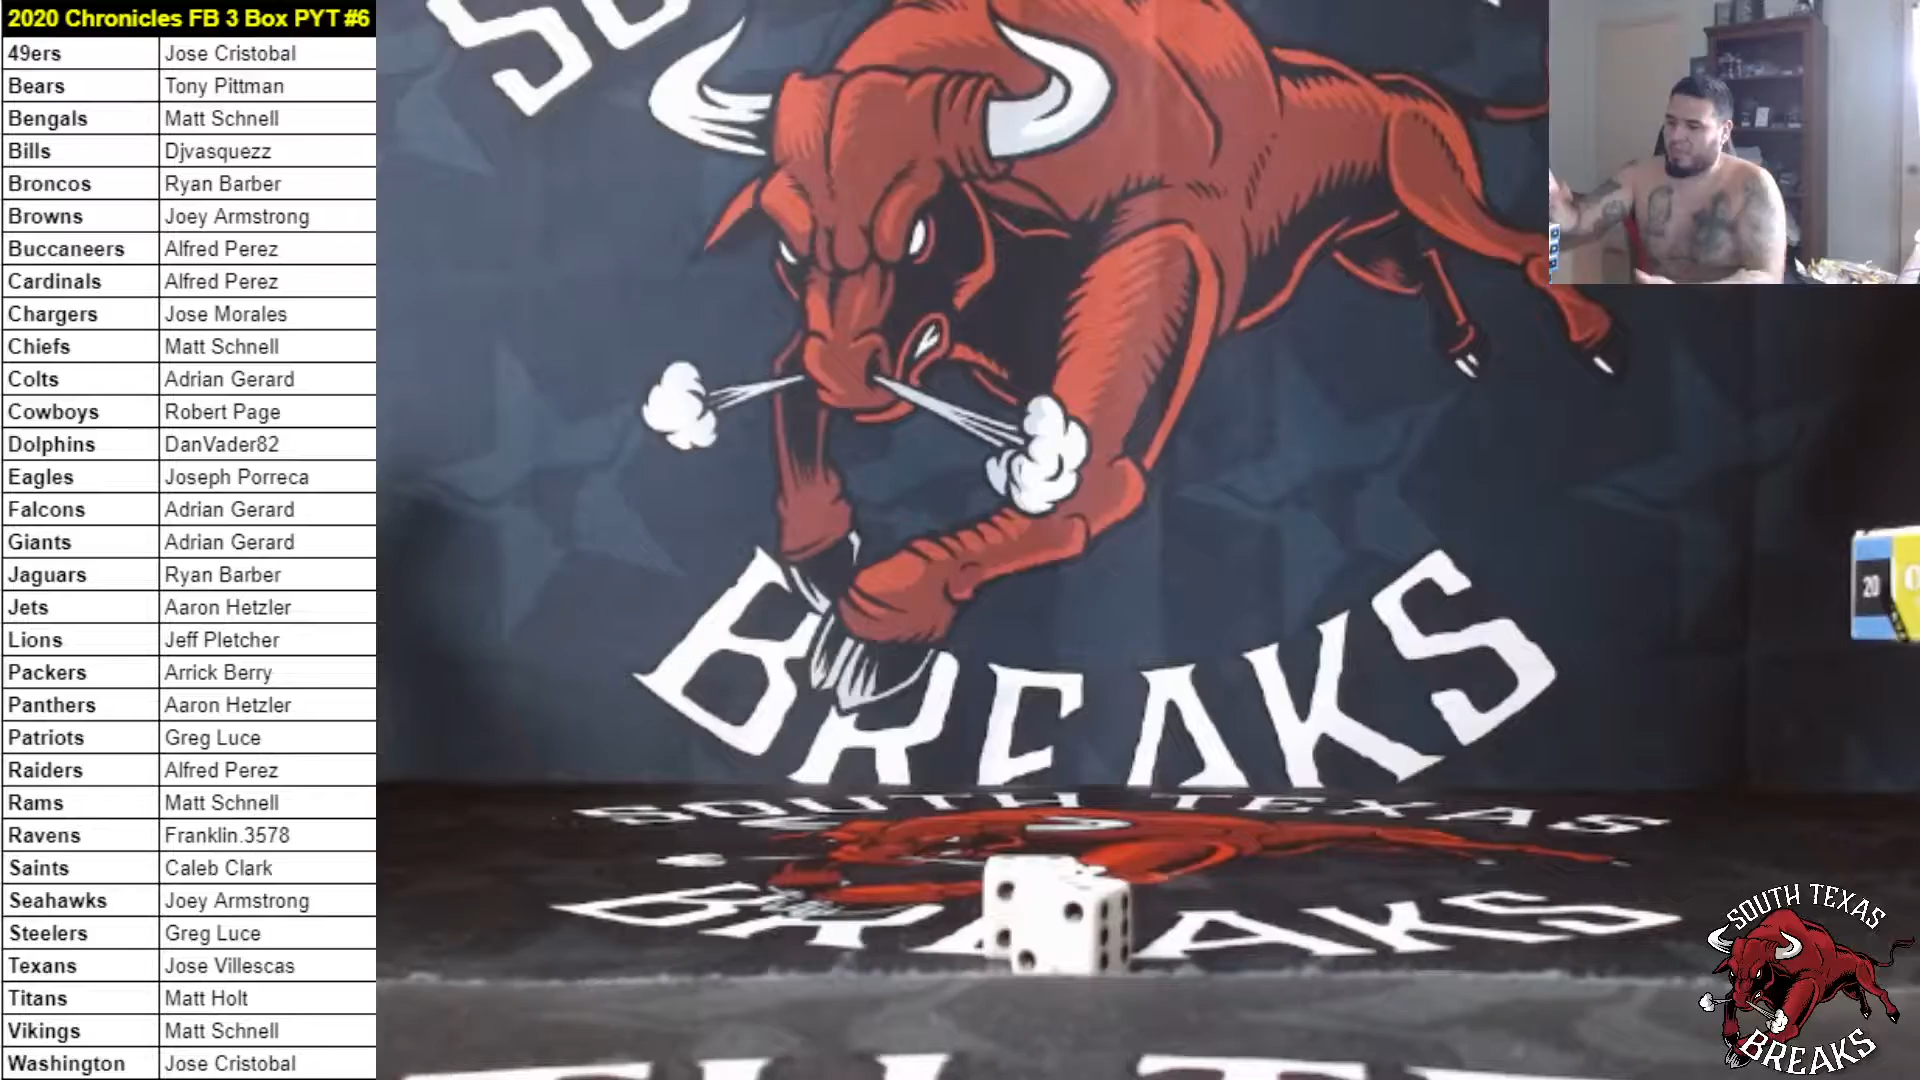 2020 Chronicles FB 3 Box PYT #6
49ers Jose Cristobal
Bears Tony Pittman
Bengals Matt Schnell
Bills Djvasquezz
Broncos Ryan Barber
Browns Joey Armstrong
Buccaneers Alfred Perez
Cardinals Alfred Perez
Chargers Jose Morales
Chiefs Matt Schnell
Colts Adrian Gerard
Cowboys Robert Page
Dolphins DanVader82
Eagles Joseph Porreca
Falcons Adrian Gerard
Giants Adrian Gerard
Jaguars Ryan Barber
Jets Aaron Hetzler
Lions Jeff Pletcher
Packers Arrick Berry
Panthers Aaron Hetzler
Patriots Greg Luce
Raiders Alfred Perez
Rams Matt Schnell
Ravens Franklin.3578
Saints Caleb Clark
Seahawks Joey Armstrong
Steelers Greg Luce
Texans Jose Villescas
Titans Matt Holt
Vikings Matt Schnell
Washington Jose Cristobal
BREAKS
SOUTH TEXAS
BREAKS
20
SOUTH TEXAS
BREAKS